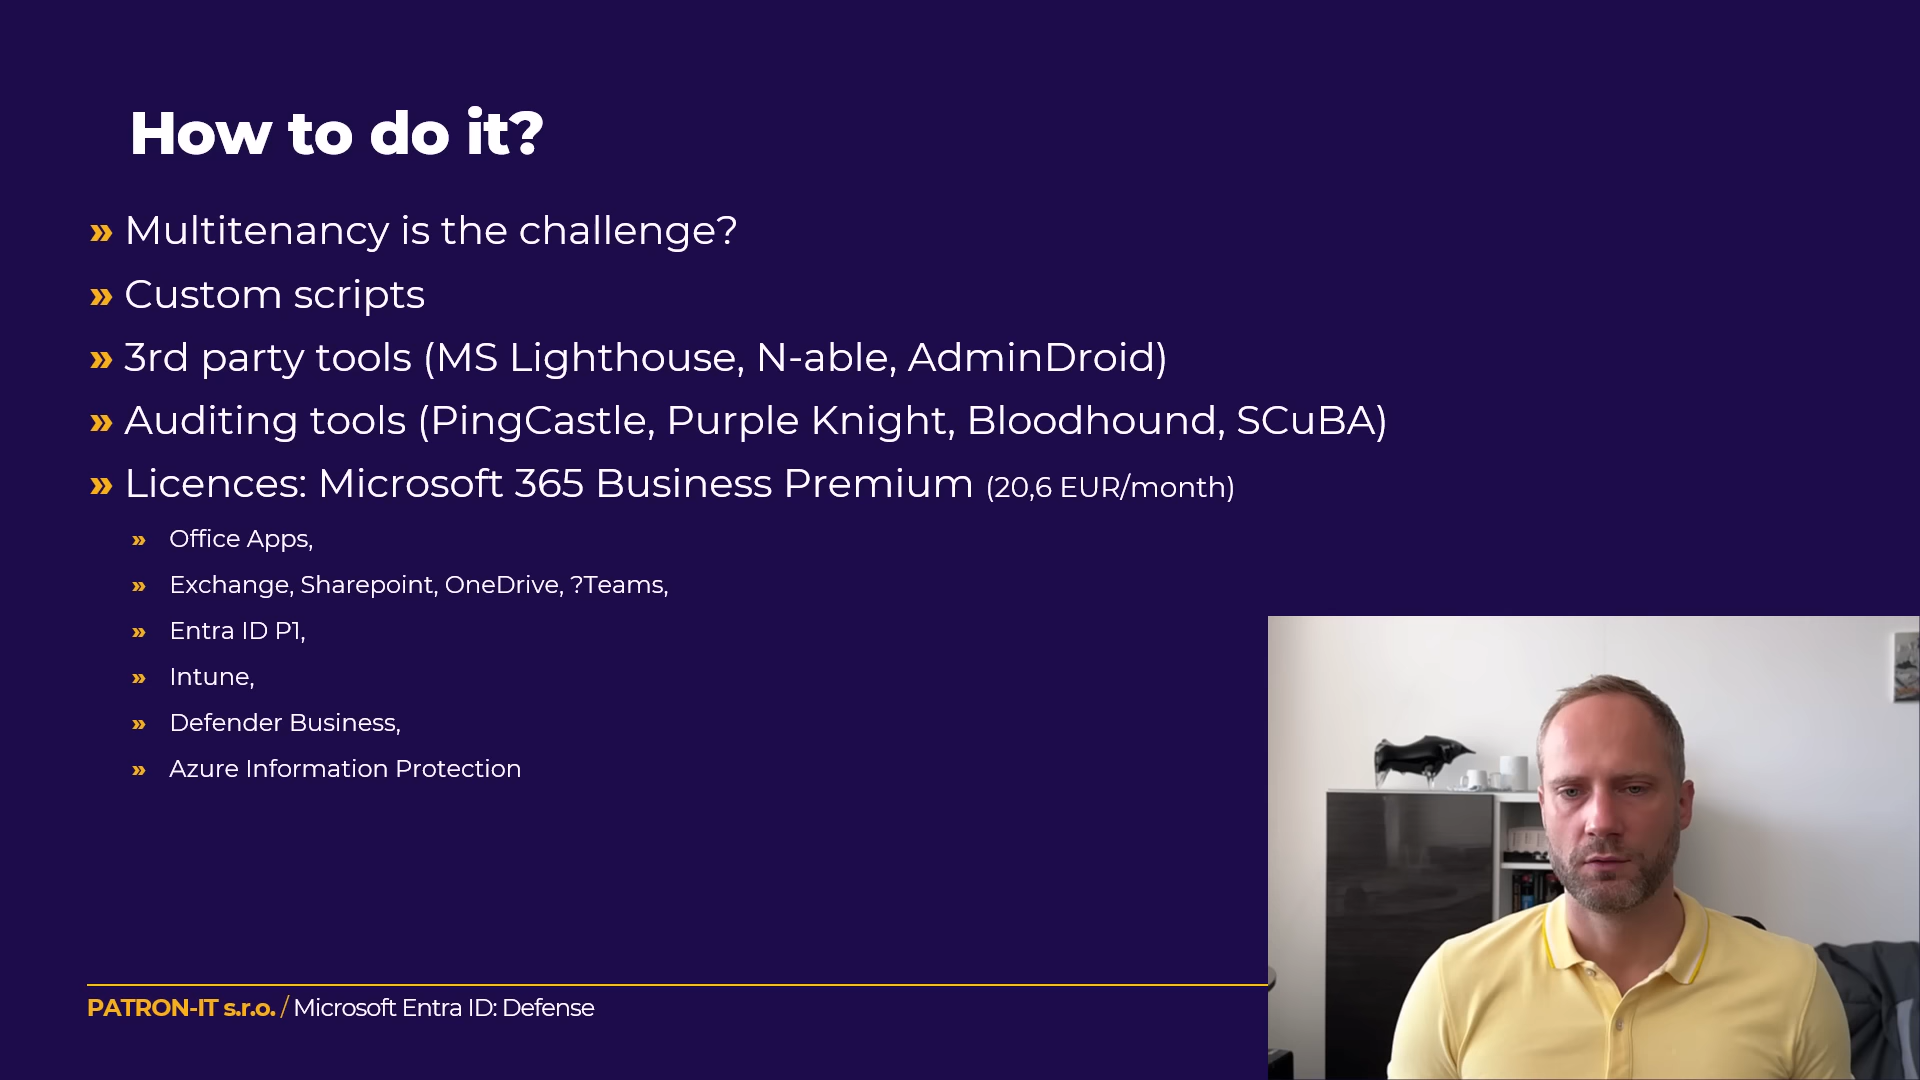 How to do it?
» Multitenancy is the challenge?
» Custom scripts
» 3rd party tools (MS Lighthouse, N-able, AdminDroid)
» Auditing tools (PingCastle, Purple Knight, Bloodhound, SCuBA)
» Licences: Microsoft 365 Business Premium (20,6 EUR/month)
» Office Apps,
» Exchange, Sharepoint, OneDrive, ?Teams,
» Entra ID P1,
» Intune,
» Defender Business,
» Azure Information Protection
PATRON-IT s.r.o. / Microsoft Entra ID: Defense